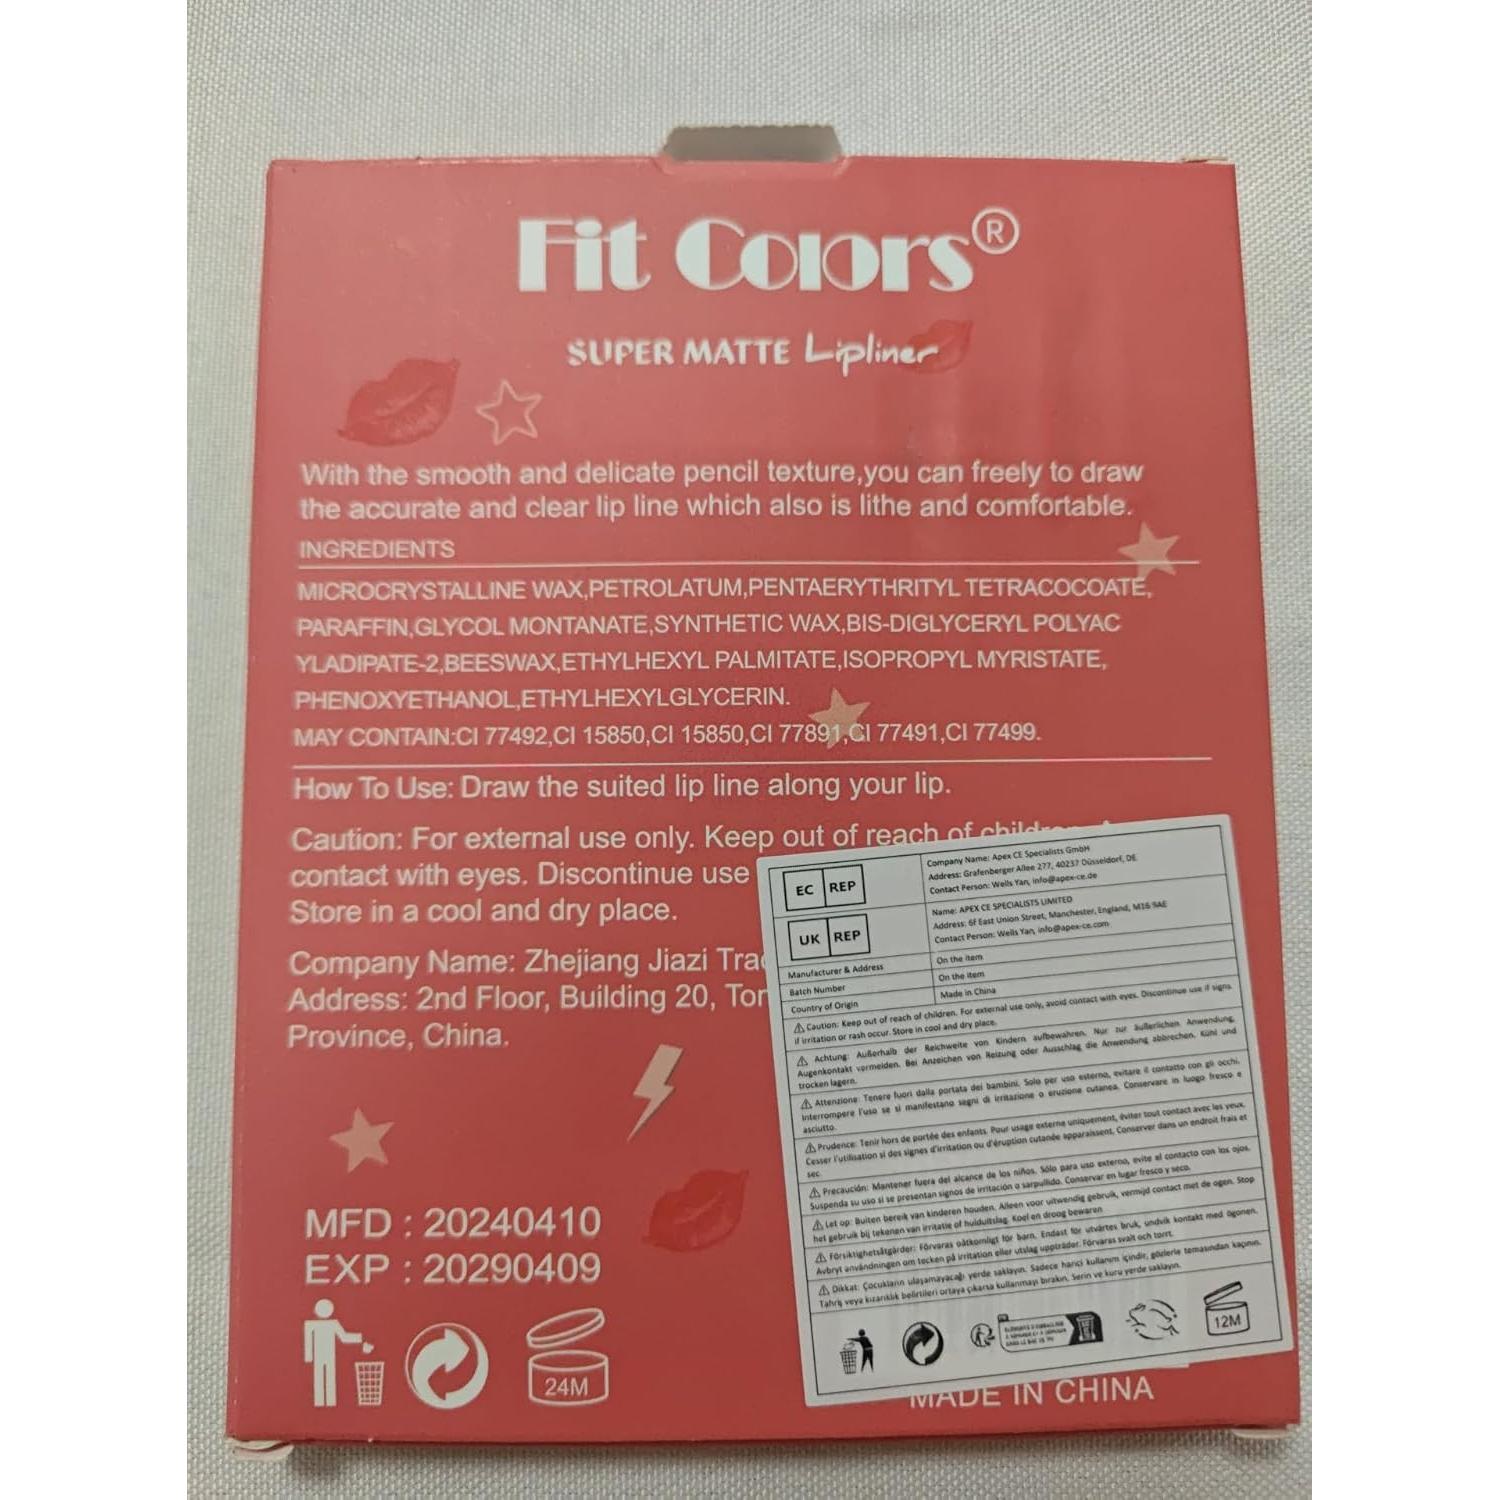 Fit Colors®
SUPER MATTE Lipliner
With the smooth and delicate pencil texture,you can freely to draw
the accurate and clear lip line which also is lithe and comfortable.
INGREDIENTS
MICROCRYSTALLINE WAX,PETROLATUM,PENTAERYTHRITYL TETRACOCOATE,
PARAFFIN,GLYCOL MONTANATE,SYNTHETIC WAX,BIS-DIGLYCERYL POLYAC
YLADIPATE-2,BEESWAX,ETHYLHEXYL PALMITATE,ISOPROPYL MYRISTATE,
PHENOXYETHANOL,ETHYLHEXYLGLYCERIN.
MAY CONTAIN:CI 77492,CI 15850,CI 15850,CI 77891,CI 77491,CI 77499.
How To Use: Draw the suited lip line along your lip.
Caution: For external use only. Keep out of reach of
contact with eyes. Discontinue use
Store in a cool and dry place.
Company Name: Zhejiang Jiazi
Address: 2nd Floor, Building 20,
Province, China.
MFD : 20240410
EXP : 20290409
24M
EC REP
Company Name: Apex CE Specialists GmbH
Address: Grafenberger Allee 277, 40237 Düsseldorf, DE
Contact Person: Wells Yan, info@apex-ce.de
UK REP
Name: APEX CE SPECIALISTS LIMITED
Address: 6f East Union Street, Manchester, England, M16 9AE
Contact Person: Wells Yan, info@apex-ce.com
Manufacturer & Address On the item
Batch Number On the item
Country of Origin Made in China
Caution: Keep out of reach of children. For external use only, avoid contact with eyes. Discontinue use if signs
if irritation or rash occur. Store in cool and dry place.
Achtung: Außerhalb der Reichweite von Kindern aufbewahren. Nur zur äußerlichen Anwendung,
Augenkontakt vermeiden. Bei Anzeichen von Reizung oder Ausschlag die Anwendung abbrechen. Kühl und
trocken lagern.
Attenzione: Tenere fuori dalla portata dei bambini. Solo per uso esterno, evitare il contatto con gli occhi.
Interrompere l'uso se si manifestano segni di irritazione o eruzione cutanea. Conservare in luogo fresco e
asciutto.
Prudence: Tenir hors de portée des enfants. Pour usage externe uniquement, éviter tout contact avec les yeux.
Cesser l'utilisation si des signes d'irritation ou d'éruption cutanée apparaissent. Conserver dans un endroit frais et
sec.
Precaución: Mantener fuera del alcance de los niños. Sólo para uso externo, evite el contacto con los ojos.
Suspenda su uso si se presentan signos de irritación o sarpullido. Conservar en lugar fresco y seco.
Let op: Buiten bereik van kinderen houden. Alleen voor uitwendig gebruik, vermijd contact met de ogen. Stop
het gebruik bij tekenen van irritatie of huiduitslag. Koel en droog bewaren
Försiktighetsåtgärder: Förvaras oåtkomligt för barn. Endast för utvärtes bruk, undvik kontakt med ögonen.
Avbryt användningen om tecken på irritation eller utslag uppträder. Förvaras svalt och torrt.
Dikkat: Çocukların ulaşamayacağı yerde saklayın. Sadece harici kullanım içindir, gözlerle temasından kaçının.
Tahriş veya kızarıklık belirtileri ortaya çıkarsa kullanmayı bırakın. Serin ve kuru yerde saklayın.
12M
MADE IN CHINA